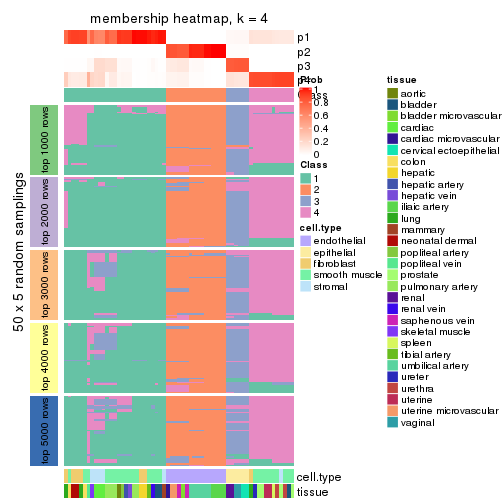 membership heatmap, k = 4
p1
p2
p3
Class
50 x 5 random samplings
top 1000 rows
top 2000 rows
top 3000 rows
top 4000 rows
top 5000 rows
cell.type
tissue
Prob
1
0.8
0.6
0.4
0.2
0
Class
1
2
3
4
cell.type
endothelial
epithelial
fibroblast
smooth muscle
stromal
tissue
aortic
bladder
bladder microvascular
cardiac
cardiac microvascular
cervical ectoepithelial
colon
hepatic
hepatic artery
hepatic vein
iliaic artery
lung
mammary
neonatal dermal
popliteal artery
popliteal vein
prostate
pulmonary artery
renal
renal vein
saphenous vein
skeletal muscle
spleen
tibial artery
umbilical artery
ureter
urethra
uterine
uterine microvascular
vaginal